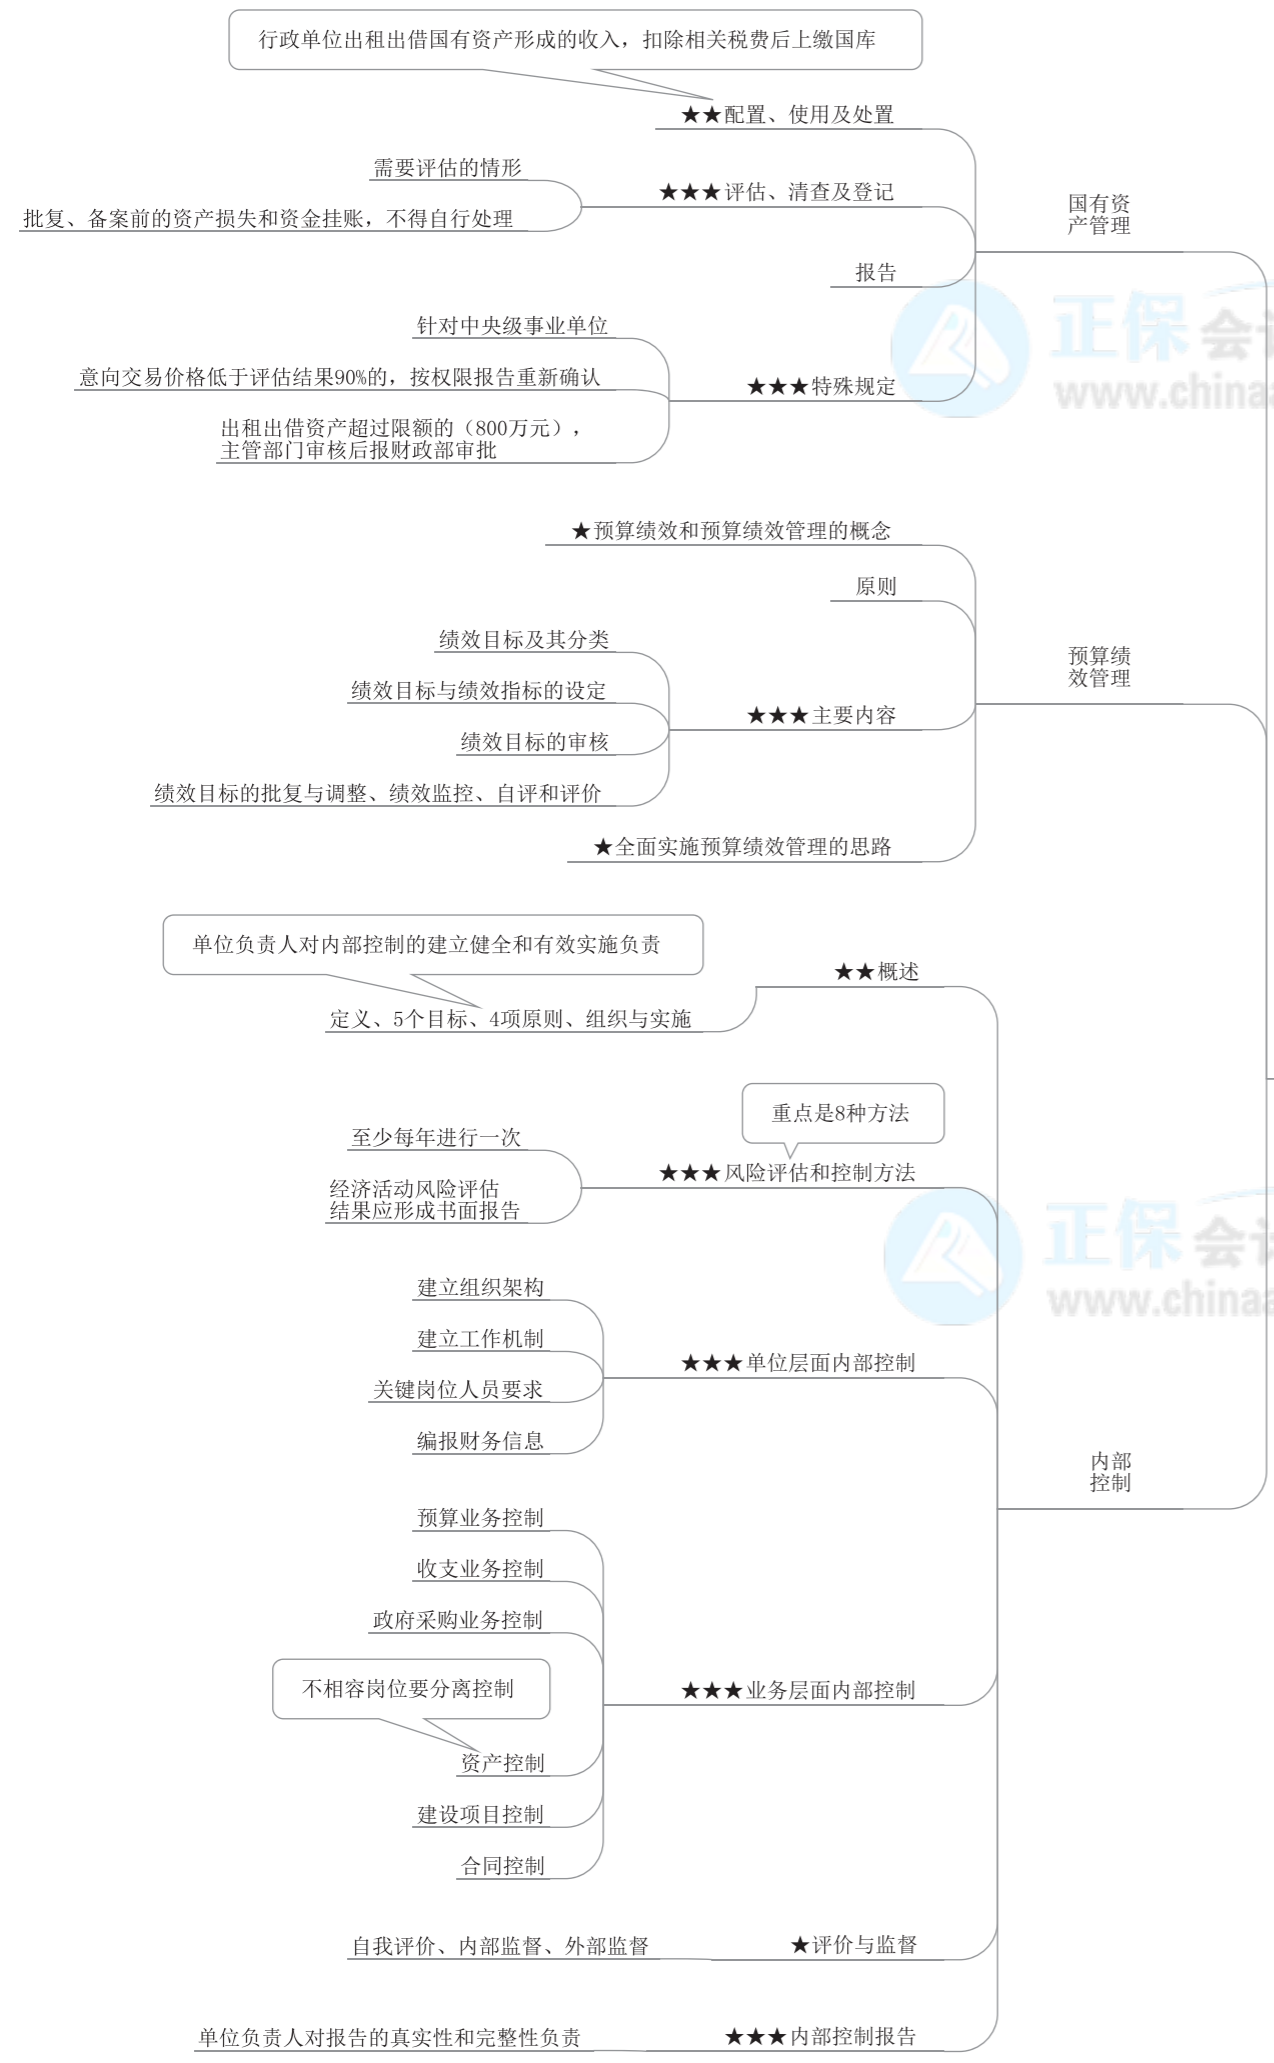 行政单位出租出借国有资产形成的收入，扣除相关税费后上缴国库
★★配置、使用及处置
需要评估的情形
★★★评估、清查及登记
批复、备案前的资产损失和资金挂账，不得自行处理
国有资
产管理
报告
针对中央级事业单位
意向交易价格低于评估结果90%的，按权限报告重新确认
★★★特殊规定
出租出借资产超过限额的（800万元），
主管部门审核后报财政部审批
正保会计
www.chinaa
★预算绩效和预算绩效管理的概念
原则
绩效目标及其分类
绩效目标与绩效指标的设定
预算绩
效管理
★★★主要内容
绩效目标的审核
绩效目标的批复与调整、绩效监控、自评和评价
★全面实施预算绩效管理的思路
单位负责人对内部控制的建立健全和有效实施负责
★★概述
定义、5个目标、4项原则、组织与实施
重点是8种方法
至少每年进行一次
★★★风险评估和控制方法
经济活动风险评估
结果应形成书面报告
正保会计
www.chinaa
建立组织架构
建立工作机制
★★★单位层面内部控制
关键岗位人员要求
编报财务信息
内部
控制
预算业务控制
收支业务控制
政府采购业务控制
不相容岗位要分离控制
★★★业务层面内部控制
资产控制
建设项目控制
合同控制
自我评价、内部监督、外部监督
★评价与监督
单位负责人对报告的真实性和完整性负责
★★★内部控制报告